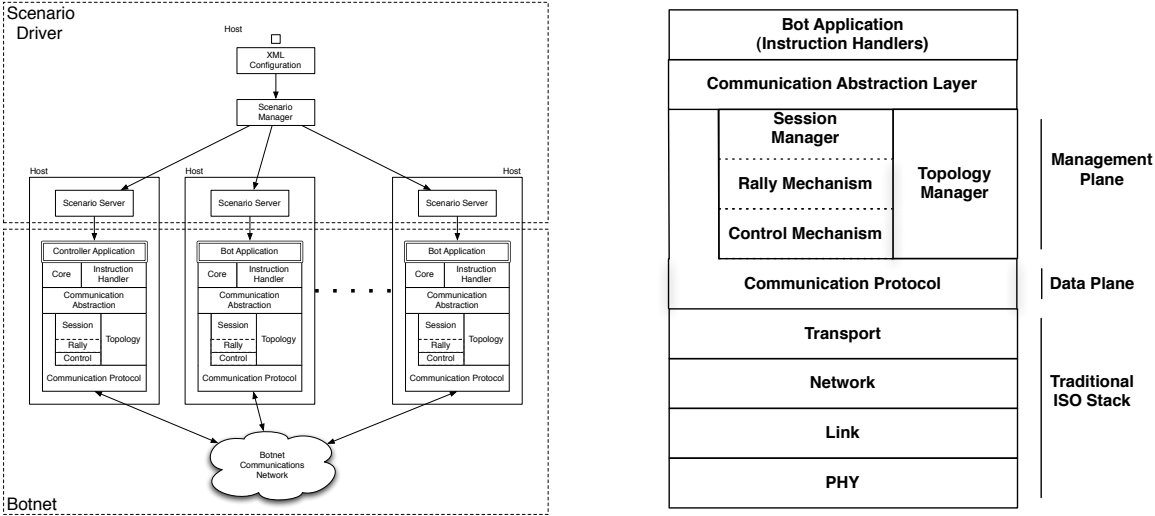 Scenario
Driver
Host
XML
Configuration
Scenario
Manager
Host
Host
Host
Scenario Server
Scenario Server
Scenario Server
Controller Application
Bot Application
Bot Application
Core
Instruction
Handler
Core
Instruction
Handler
Core
Instruction
Handler
Communication
Abstraction
Communication
Abstraction
Communication
Abstraction
Session
Rally
Control
Topology
Session
Rally
Control
Topology
Session
Rally
Control
Topology
Communication Protocol
Communication Protocol
Communication Protocol
Botnet
Communications
Network
Botnet
Bot Application
(Instruction Handlers)
Communication Abstraction Layer
Session
Manager
Rally Mechanism
Control Mechanism
Topology
Manager
Management
Plane
Communication Protocol
Data Plane
Transport
Network
Link
PHY
Traditional
ISO Stack